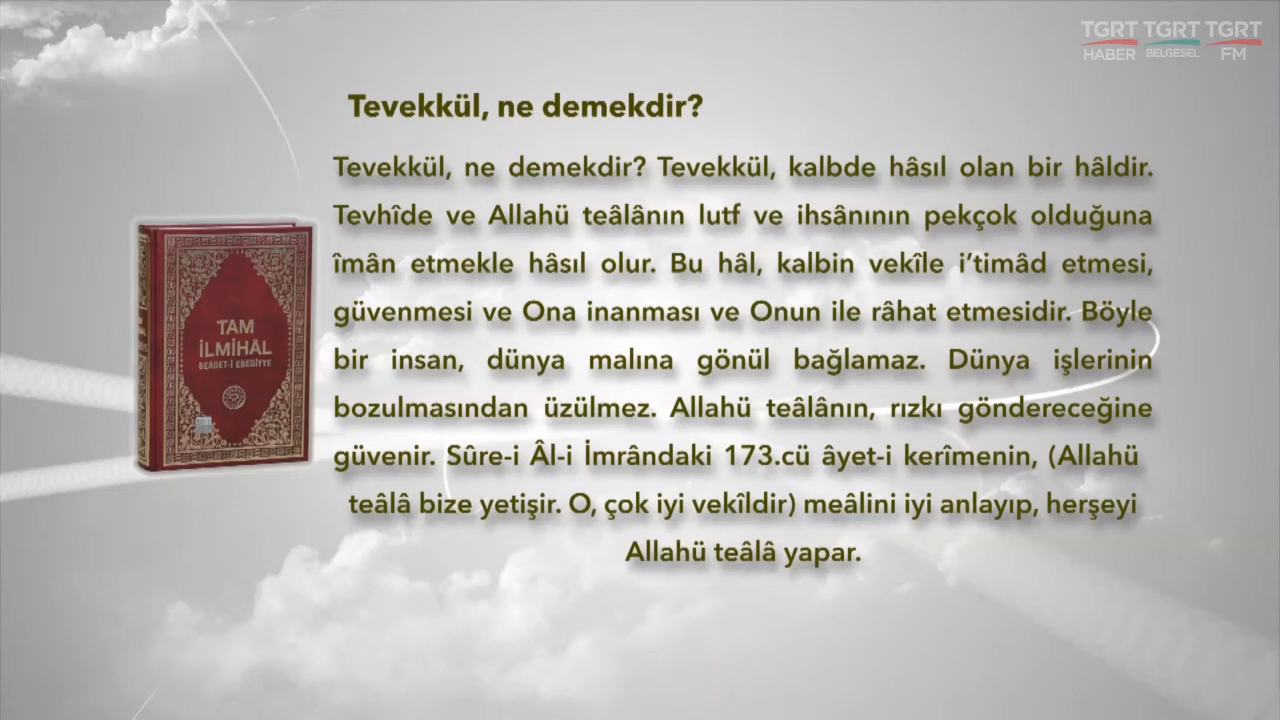 TGRT TGRT TGRT
HABER BELGESEL FM
Tevekkül, ne demekdir?
Tevekkül, ne demekdir? Tevekkül, kalbde hâsıl olan bir hâldir.
Tevhîde ve Allahü teâlânın lutf ve ihsânının pekçok olduğuna
îmân etmekle hâsıl olur. Bu hâl, kalbin vekîle i’timâd etmesi,
güvenmesi ve Ona inanması ve Onun ile râhat etmesidir. Böyle
bir insan, dünya malına gönül bağlamaz. Dünya işlerinin
bozulmasından üzülmez. Allahü teâlânın, rızkı göndereceğine
güvenir. Sûre-i Âl-i İmrândaki 173.cü âyet-i kerîmenin, (Allahü
teâlâ bize yetişir. O, çok iyi vekîldir) meâlini iyi anlayıp, herşeyi
Allahü teâlâ yapar.
TAM
İLMİHÂL
SEÂDET-İ EBEDİYYE